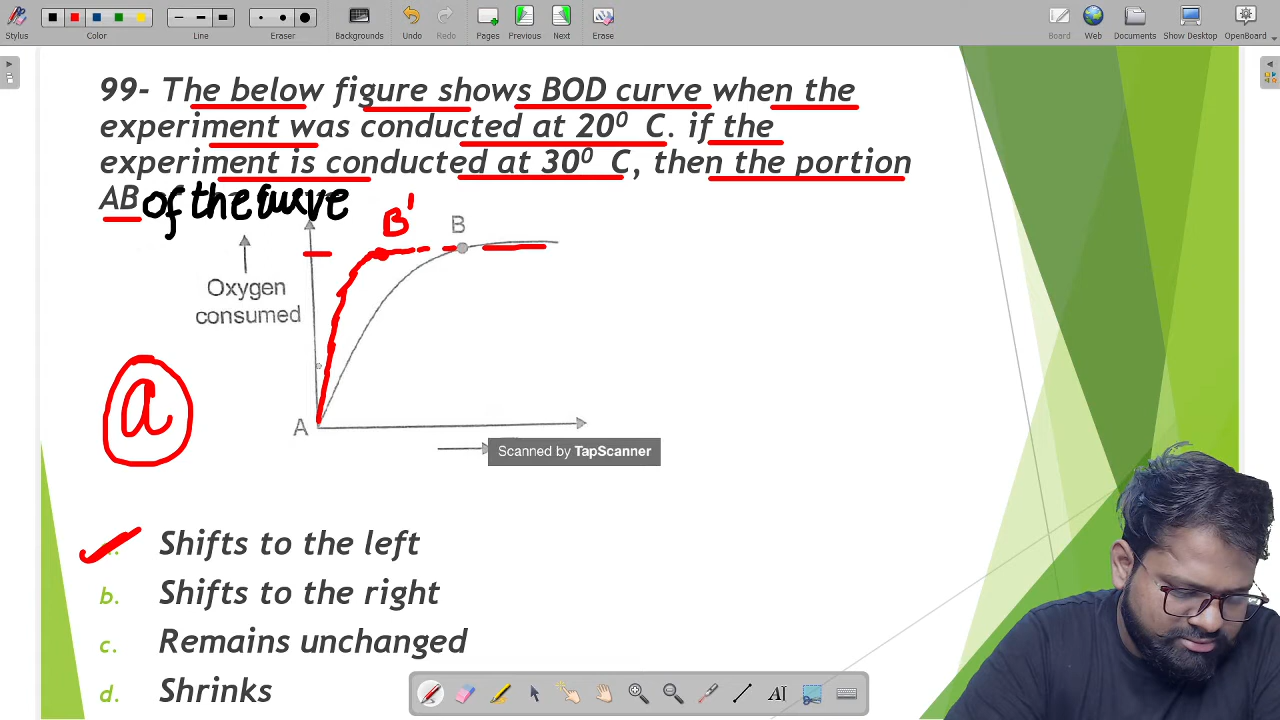 Stylus
Color
Line
Eraser
Backgrounds
Undo
Redo
Pages
Previous
Next
Erase
Board
Web
Documents
Show Desktop
OpenBoard
99- The below figure shows BOD curve when the
experiment was conducted at 20⁰ C. if the
experiment is conducted at 30⁰ C, then the portion
AB of the curve
B'
B
Oxygen
consumed
a
A
Scanned by TapScanner
Shifts to the left
b. Shifts to the right
c. Remains unchanged
d. Shrinks
AI